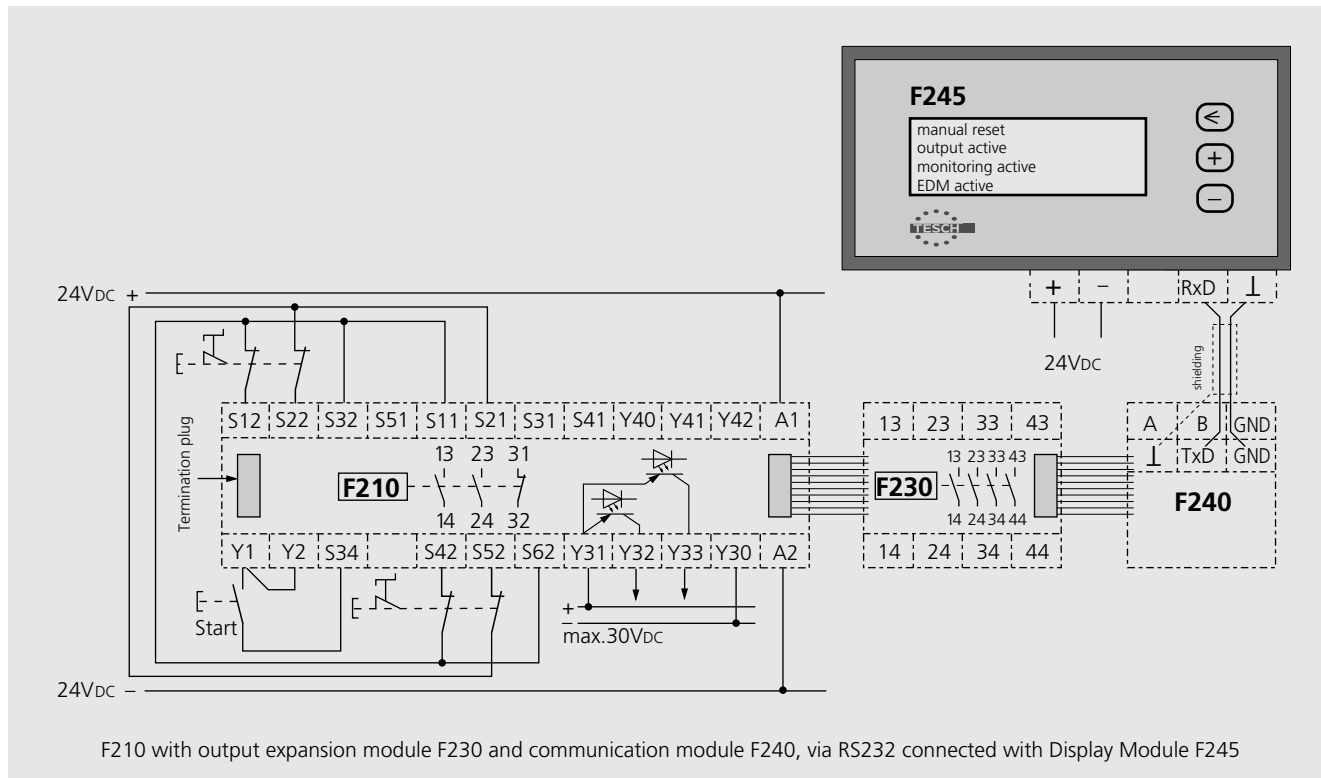 F245
manual reset
output active
monitoring active
EDM active
TESCH
+ − RxD ⊥
24VDC +
24VDC
shielding
S12 S22 S32 S51 S11 S21 S31 S41 Y40 Y41 Y42 A1
13 23 33 43
A B GND
⊥ TxD GND
Termination plug
F210
13 23 31
14 24 32
F230
13 23 33 43
14 24 34 44
F240
Y1 Y2 S34 S42 S52 S62 Y31 Y32 Y33 Y30 A2
14 24 34 44
Start
+
−
max.30VDC
24VDC −
F210 with output expansion module F230 and communication module F240, via RS232 connected with Display Module F245